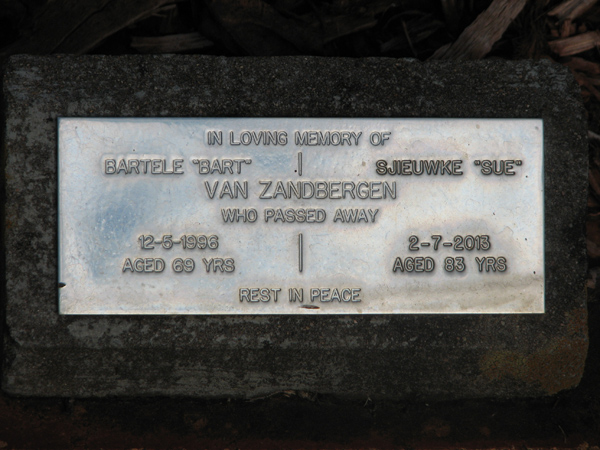 IN LOVING MEMORY OF
BARTELE "BART" | SJIEUWKE "SUE"
VAN ZANDBERGEN
WHO PASSED AWAY
12-5-1996 | 2-7-2013
AGED 69 YRS | AGED 83 YRS
REST IN PEACE